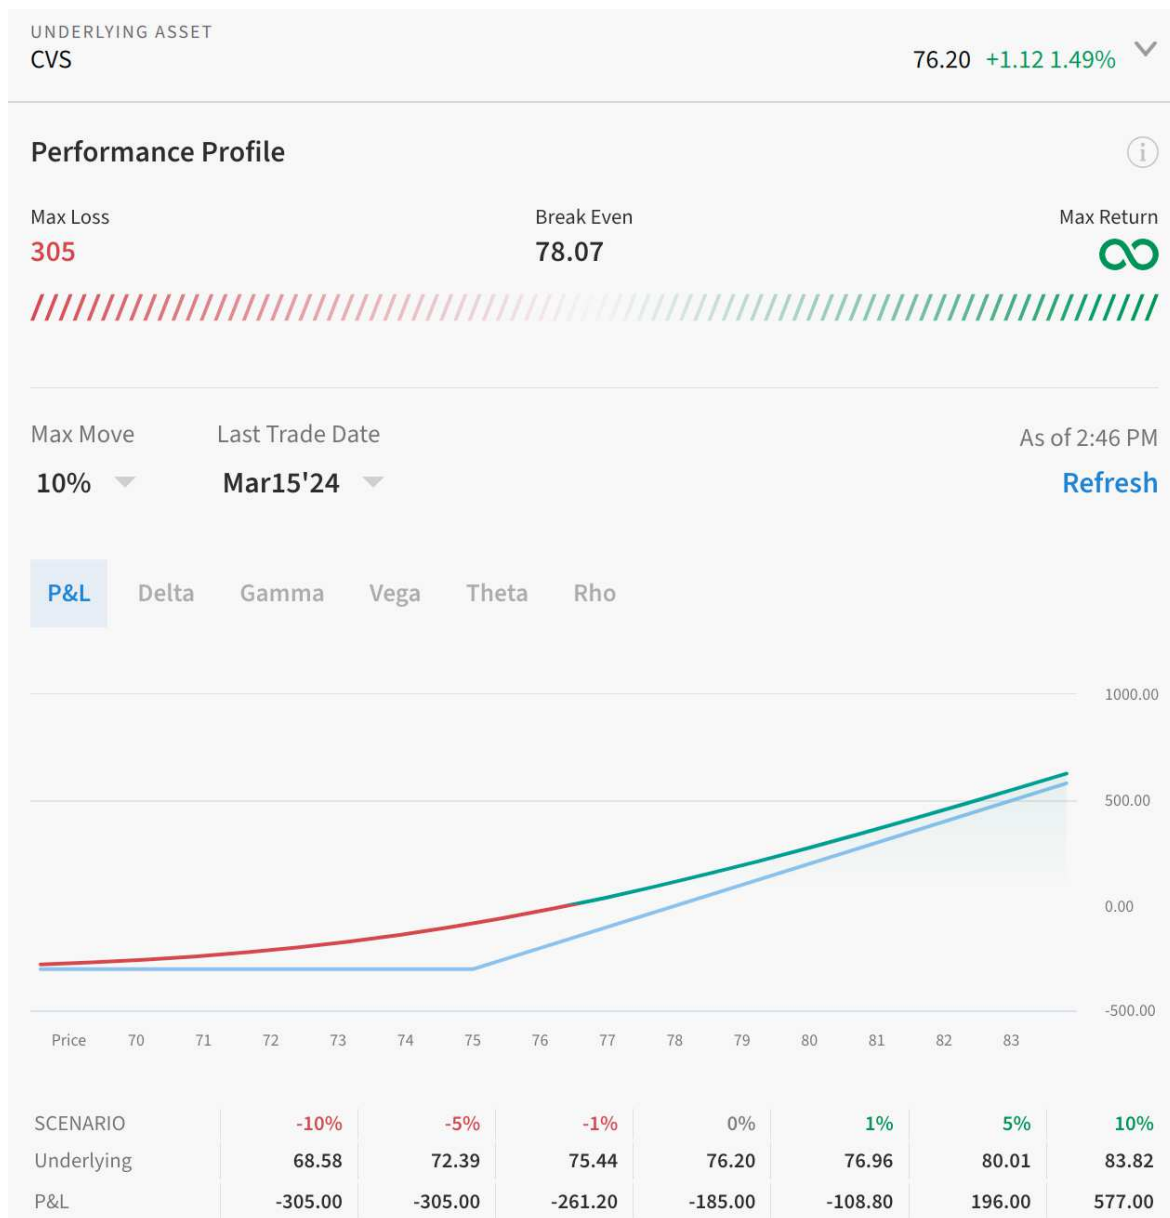 UNDERLYING ASSET
CVS 76.20 +1.12 1.49%
Performance Profile
Max Loss Break Even Max Return
305 78.07 ∞
Max Move Last Trade Date As of 2:46 PM
10% Mar15'24 Refresh
P&L Delta Gamma Vega Theta Rho
1000.00
500.00
0.00
-500.00
Price 70 71 72 73 74 75 76 77 78 79 80 81 82 83
SCENARIO -10% -5% -1% 0% 1% 5% 10%
Underlying 68.58 72.39 75.44 76.20 76.96 80.01 83.82
P&L -305.00 -305.00 -261.20 -185.00 -108.80 196.00 577.00